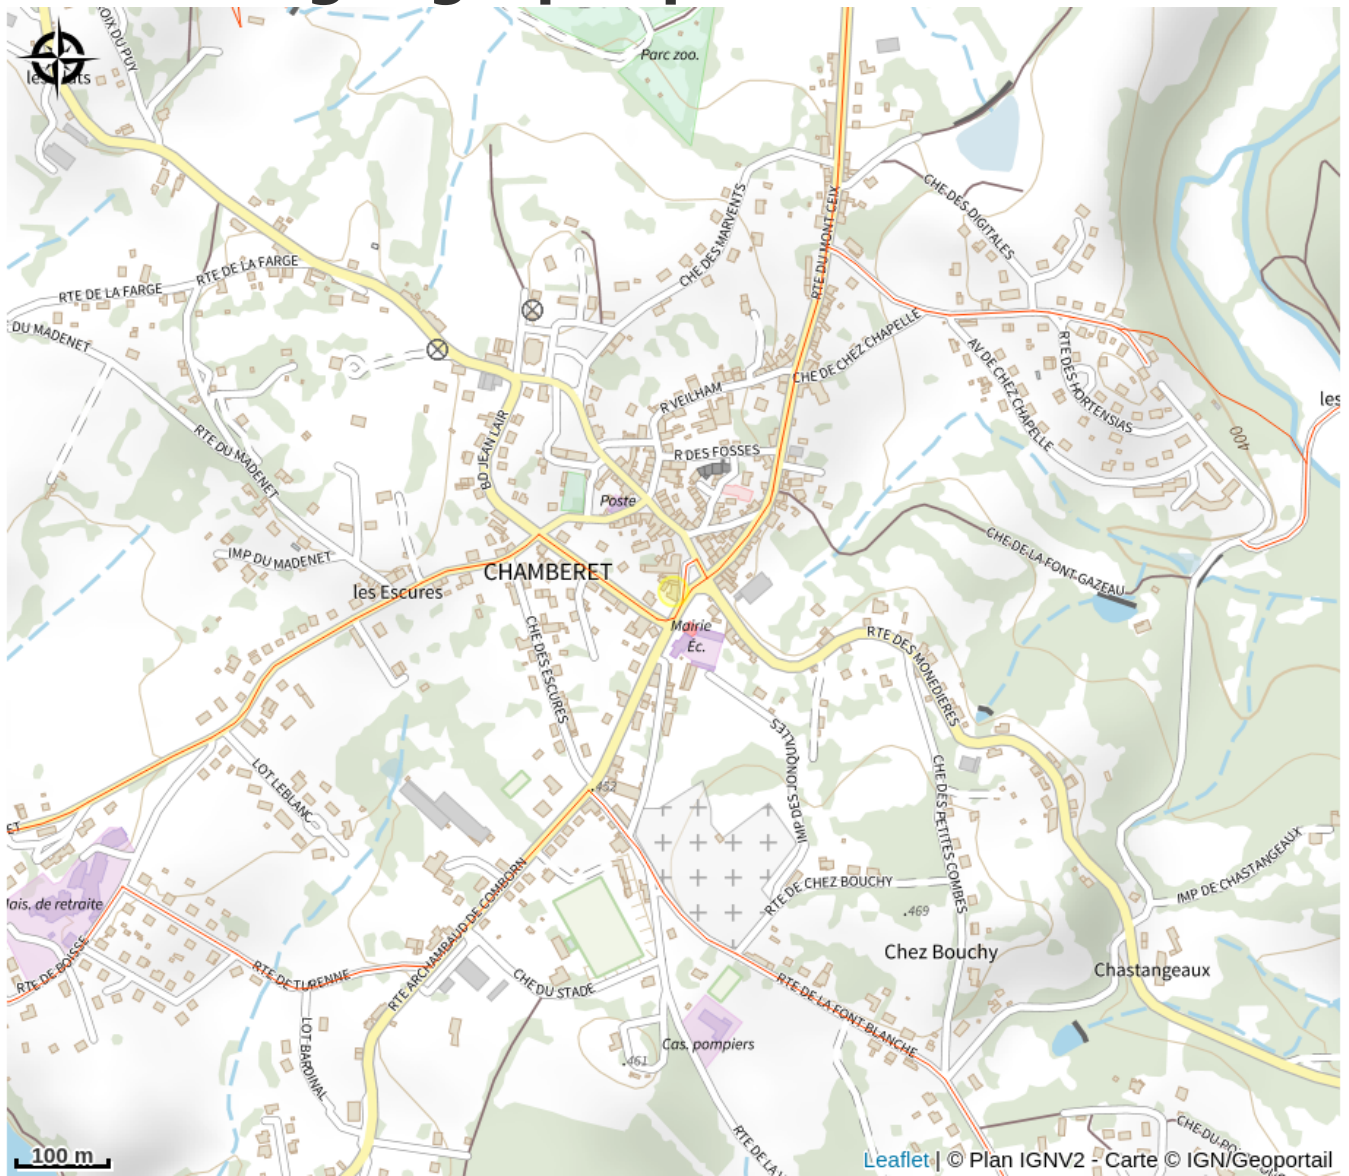 Parc zoo.
CHE DES DIGITALES
CHE DES MARVENTS
RTE DU MONT CEIX
RTE DE LA FARGE
RTE DE LA FARGE
DU MADENET
CHE DE CHEZ CHAPELLE
AV DE CHEZ CHAPELLE
RTE DES HORTENSIAS
les
400
R VEILHAM
BD JEAN LAIR
RTE DU MADENET
R DES FOSSES
Poste
IMP DU MADENET
CHAMBERET
les Escures
CHE DE LA FONT GAZEAU
Mairie
Éc.
RTE DES MONEDIERES
CHE DES ESCURES
IMP DES JONQUILLES
LOT LEBLANC
452
CHE DES PETITES COMBES
ET
IMP DE CHASTANGEAUX
RTE DE CHEZ BOUCHY
.469
Mais. de retraite
RTE ARCHAMBAUD DE COMBORN
Chez Bouchy
Chastangeaux
RTE DE BOISSE
RTE DE TURENNE
CHE DU STADE
RTE DE LA FONT BLANCHE
LOT BARDINAL
Cas. pompiers
.461
100 m
Leaflet | © Plan IGNV2 - Carte © IGN/Geoportail